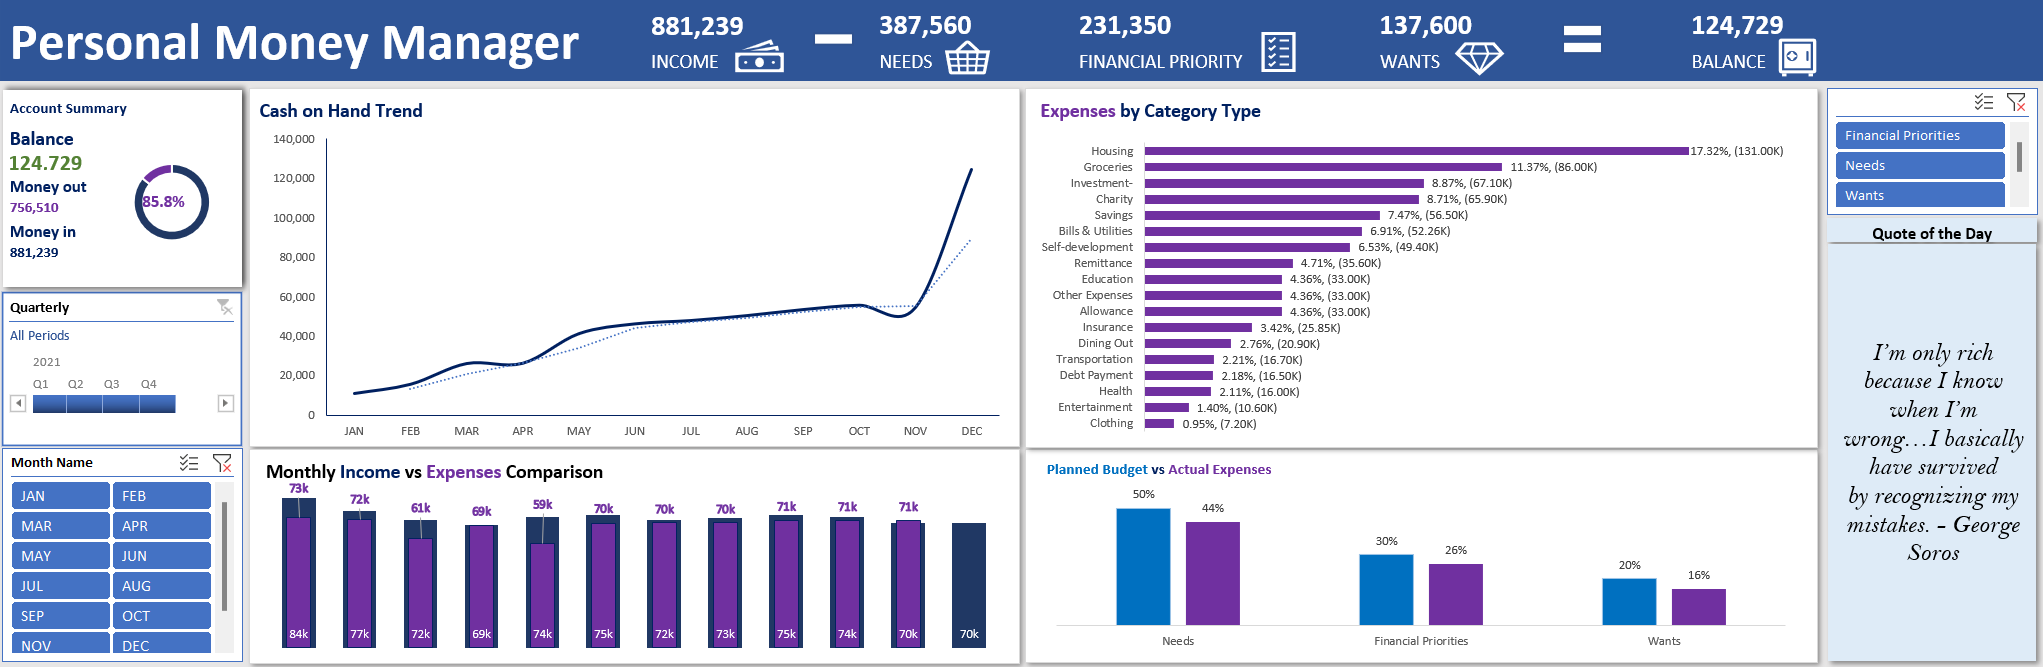 Personal Money Manager
881,239
INCOME
387,560
NEEDS
231,350
FINANCIAL PRIORITY
137,600
WANTS
124,729
BALANCE
Account Summary
Balance
124.729
Money out
756,510
Money in
881,239
85.8%
Quarterly
All Periods
2021
Q1 Q2 Q3 Q4
Month Name
JAN FEB
MAR APR
MAY JUN
JUL AUG
SEP OCT
NOV DEC
Cash on Hand Trend
140,000
120,000
100,000
80,000
60,000
40,000
20,000
0
JAN FEB MAR APR MAY JUN JUL AUG SEP OCT NOV DEC
Monthly Income vs Expenses Comparison
73k 72k 61k 69k 59k 70k 70k 70k 71k 71k 71k
84k 77k 72k 69k 74k 75k 72k 73k 75k 74k 70k 70k
Expenses by Category Type
Housing 17.32%, (131.00K)
Groceries 11.37%, (86.00K)
Investment- 8.87%, (67.10K)
Charity 8.71%, (65.90K)
Savings 7.47%, (56.50K)
Bills & Utilities 6.91%, (52.26K)
Self-development 6.53%, (49.40K)
Remittance 4.71%, (35.60K)
Education 4.36%, (33.00K)
Other Expenses 4.36%, (33.00K)
Allowance 4.36%, (33.00K)
Insurance 3.42%, (25.85K)
Dining Out 2.76%, (20.90K)
Transportation 2.21%, (16.70K)
Debt Payment 2.18%, (16.50K)
Health 2.11%, (16.00K)
Entertainment 1.40%, (10.60K)
Clothing 0.95%, (7.20K)
Planned Budget vs Actual Expenses
50% 44% 30% 26% 20% 16%
Needs Financial Priorities Wants
Financial Priorities
Needs
Wants
Quote of the Day
I'm only rich
because I know
when I'm
wrong...I basically
have survived
by recognizing my
mistakes. - George
Soros